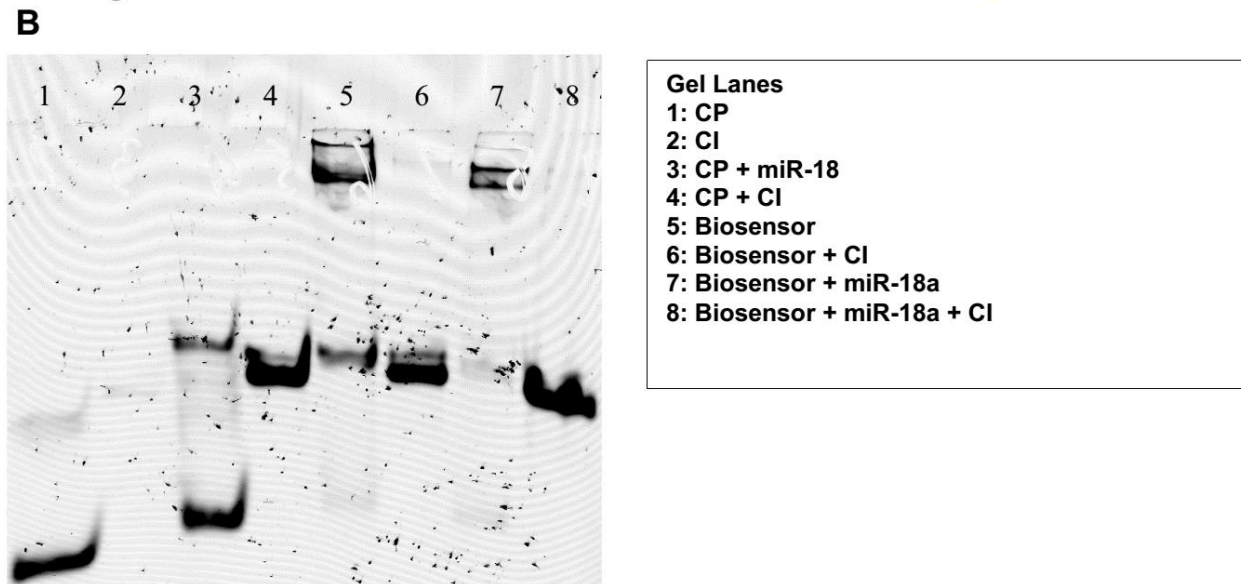 B
1 2 3 4 5 6 7 8
Gel Lanes
1: CP
2: CI
3: CP + miR-18
4: CP + CI
5: Biosensor
6: Biosensor + CI
7: Biosensor + miR-18a
8: Biosensor + miR-18a + CI